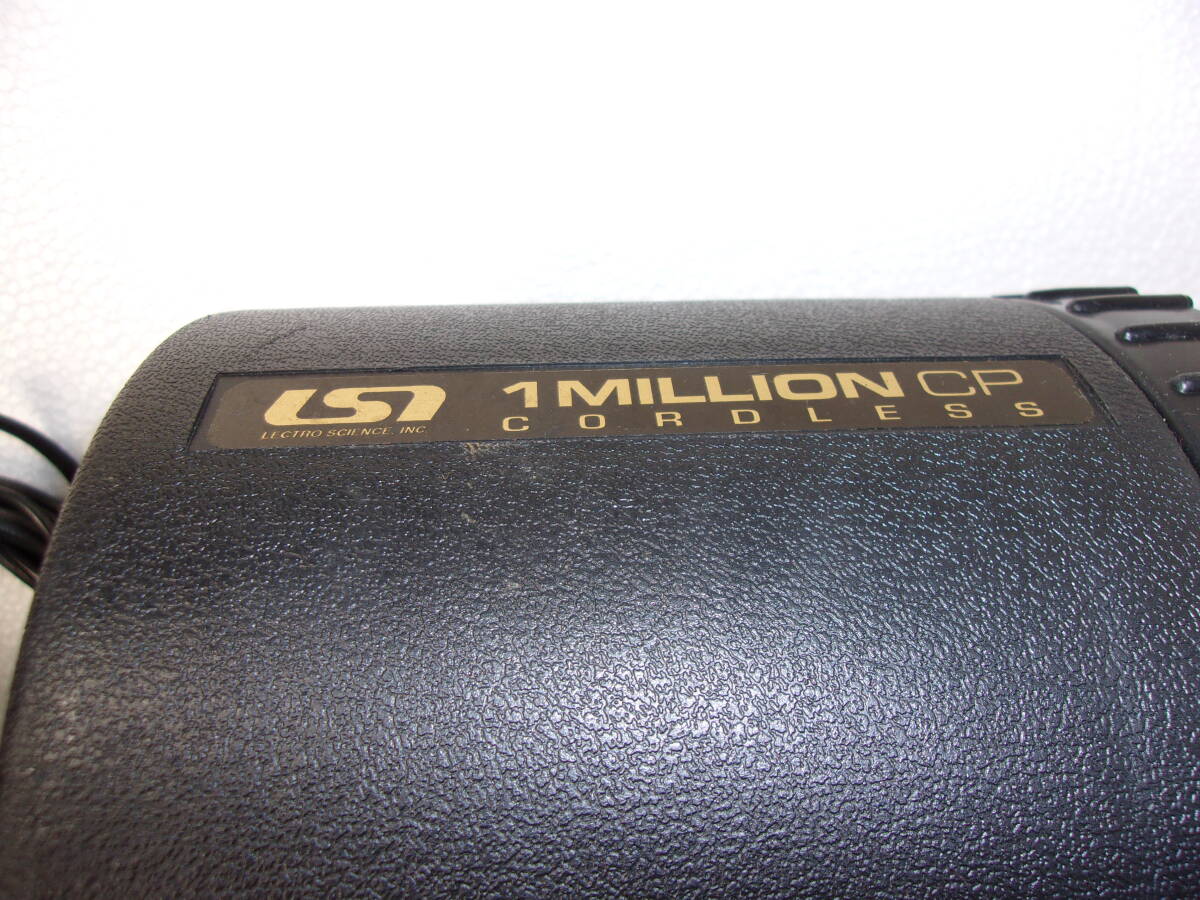 LSI
LECTRO SCIENCE, INC.
1 MILLION CP
CORDLESS